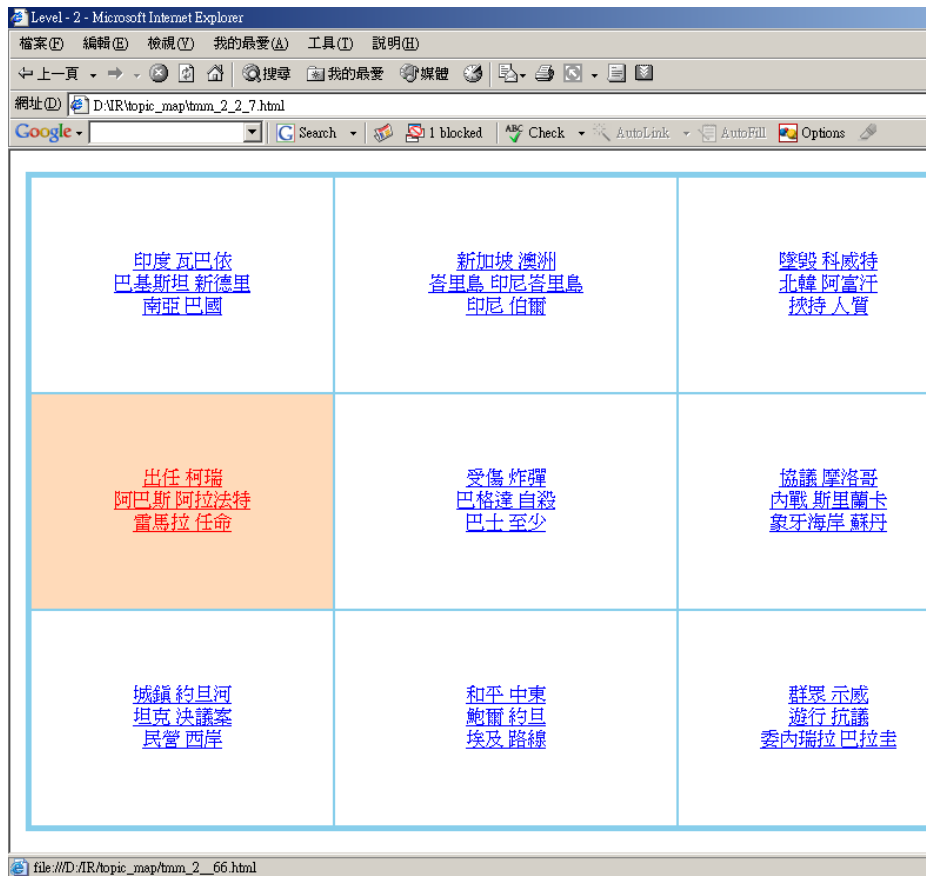 Level - 2 - Microsoft Internet Explorer
檔案(F) 編輯(E) 檢視(V) 我的最愛(A) 工具(T) 說明(H)
上一頁 搜尋 我的最愛 媒體
網址(D) D:\IR\topic_map\tmm_2_2_7.html
Google Search 1 blocked ABC Check AutoLink AutoFill Options
印度 瓦巴依
巴基斯坦 新德里
南亞 巴國
新加坡 澳洲
峇里島 印尼峇里島
印尼 伯爾
墜毀 科威特
北韓 阿富汗
挾持 人質
出任 柯瑞
阿巴斯 阿拉法特
雷馬拉 任命
受傷 炸彈
巴格達 自殺
巴士 至少
協議 摩洛哥
內戰 斯里蘭卡
象牙海岸 蘇丹
城鎮 約旦河
坦克 決議案
民營 西岸
和平 中東
鮑爾 約旦
埃及 路線
群眾 示威
遊行 抗議
委內瑞拉 巴拉圭
file:///D:/IR/topic_map/tmm_2__66.html